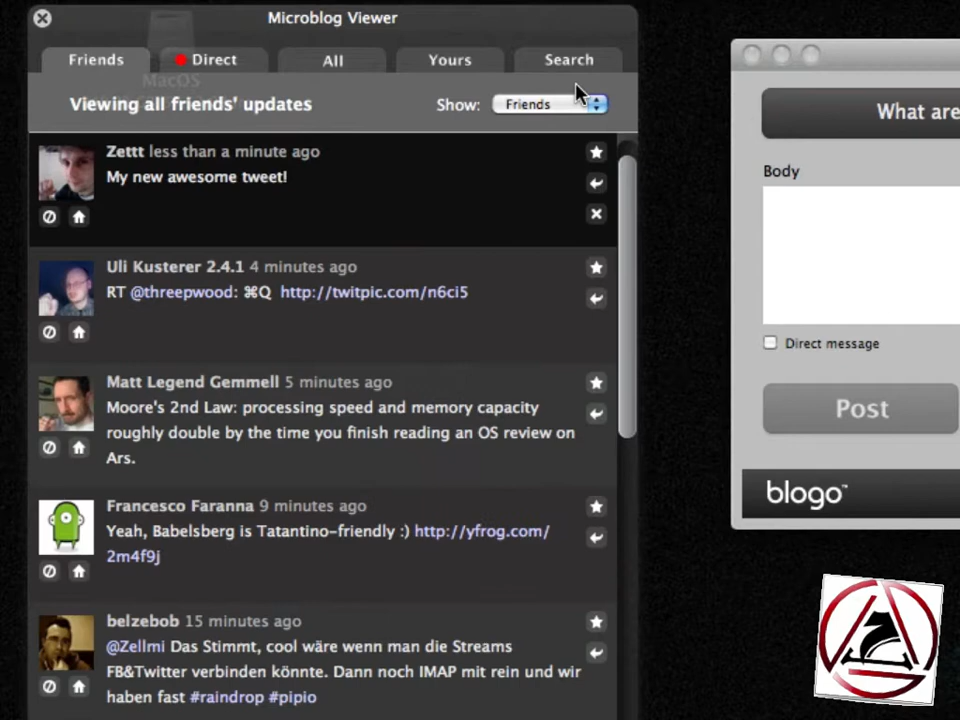 Microblog Viewer
Friends
Direct
All
Yours
Search
MacOS
Viewing all friends' updates
Show:
Friends
Zettt less than a minute ago
My new awesome tweet!
Uli Kusterer 2.4.1 4 minutes ago
RT @threepwood: ⌘Q http://twitpic.com/n6ci5
Matt Legend Gemmell 5 minutes ago
Moore's 2nd Law: processing speed and memory capacity
roughly double by the time you finish reading an OS review on
Ars.
Francesco Faranna 9 minutes ago
Yeah, Babelsberg is Tatantino-friendly :) http://yfrog.com/
2m4f9j
belzebob 15 minutes ago
@Zellmi Das Stimmt, cool wäre wenn man die Streams
FB&Twitter verbinden könnte. Dann noch IMAP mit rein und wir
haben fast #raindrop #pipio
What are
Body
Direct message
Post
blogo™